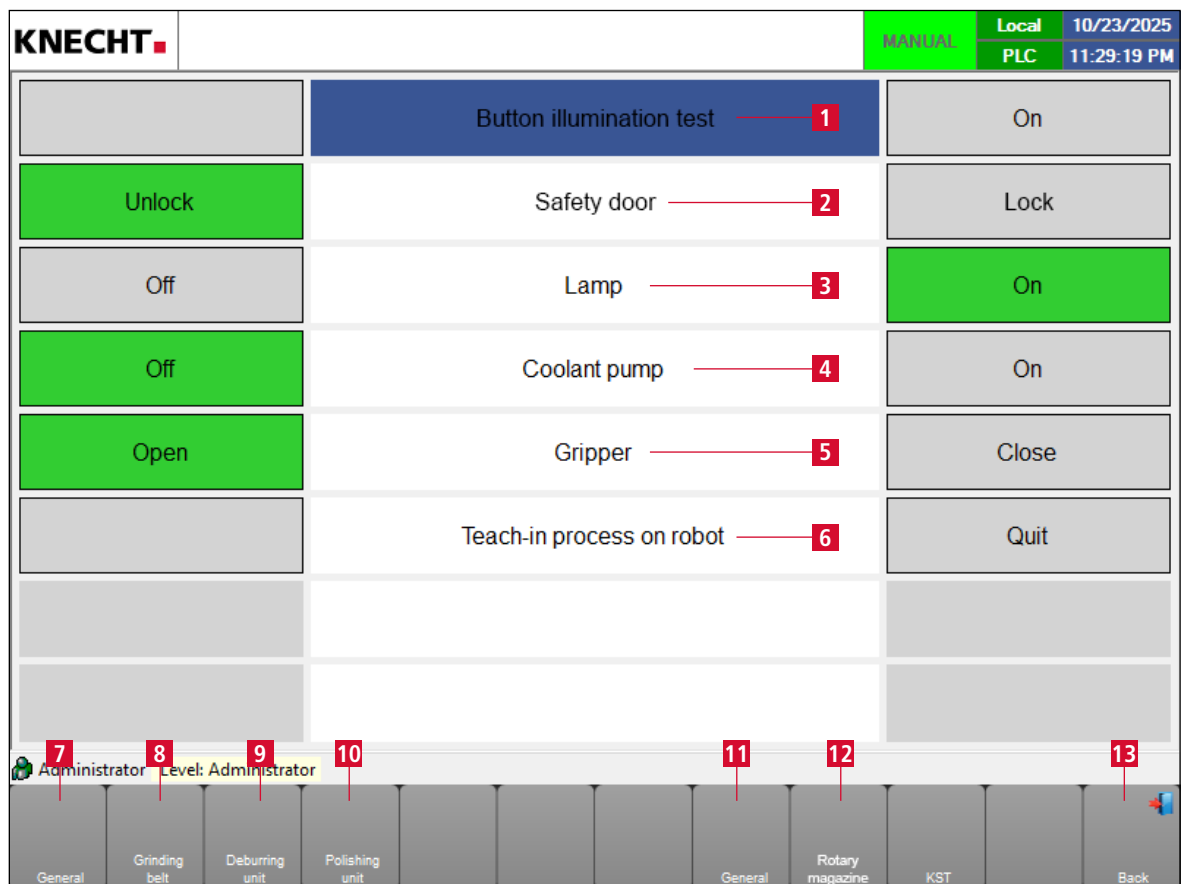 KNECHT
MANUAL
Local
10/23/2025
PLC
11:29:19 PM
Button illumination test
1
On
Unlock
Safety door
2
Lock
Off
Lamp
3
On
Off
Coolant pump
4
On
Open
Gripper
5
Close
Teach-in process on robot
6
Quit
7
8
9
10
11
12
13
Administrator
Level: Administrator
General
Grinding
belt
Deburring
unit
Polishing
unit
General
Rotary
magazine
KST
Back